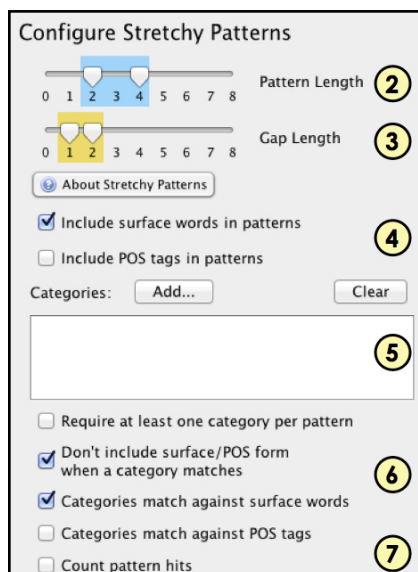 Configure Stretchy Patterns
Pattern Length 2
0 1 2 3 4 5 6 7 8
Gap Length 3
0 1 2 3 4 5 6 7 8
About Stretchy Patterns
Include surface words in patterns
4
Include POS tags in patterns
Categories: Add... Clear
5
Require at least one category per pattern
Don't include surface/POS form
when a category matches
6
Categories match against surface words
Categories match against POS tags
7
Count pattern hits